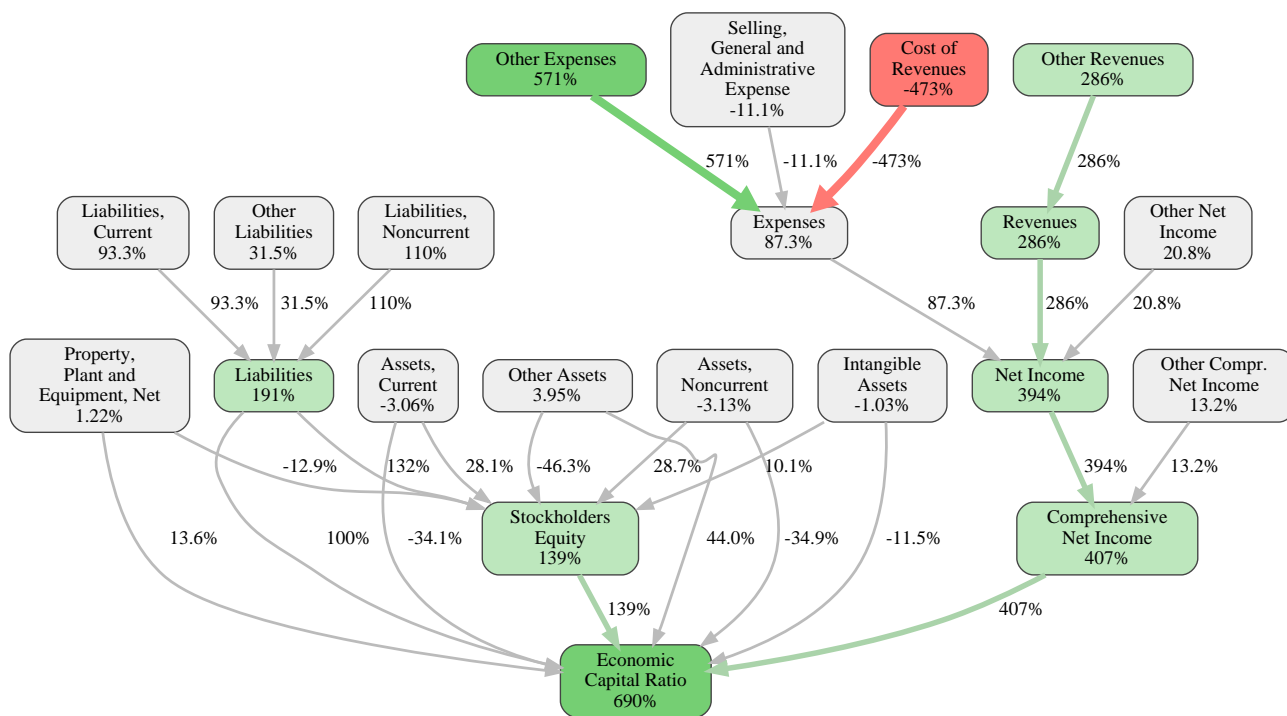 Selling,
General and
Administrative
Expense
-11.1%
Other Expenses
571%
Cost of
Revenues
-473%
Other Revenues
286%
571%
-11.1%
-473%
286%
Liabilities,
Current
93.3%
Other
Liabilities
31.5%
Liabilities,
Noncurrent
110%
Expenses
87.3%
Revenues
286%
Other Net
Income
20.8%
93.3%
31.5%
110%
87.3%
286%
20.8%
Property,
Plant and
Equipment, Net
1.22%
Liabilities
191%
Assets,
Current
-3.06%
Other Assets
3.95%
Assets,
Noncurrent
-3.13%
Intangible
Assets
-1.03%
Net Income
394%
Other Compr.
Net Income
13.2%
-12.9%
132%
28.1%
-46.3%
28.7%
10.1%
394%
13.2%
Stockholders
Equity
139%
Comprehensive
Net Income
407%
13.6%
100%
-34.1%
44.0%
-34.9%
-11.5%
139%
407%
Economic
Capital Ratio
690%